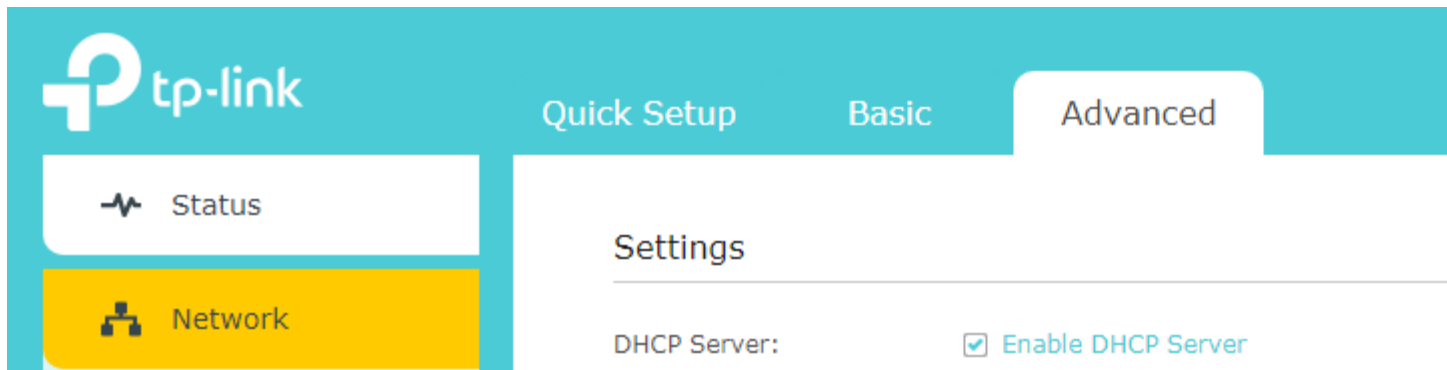 tp-link
Quick Setup Basic Advanced
Status
Settings
Network
DHCP Server: Enable DHCP Server